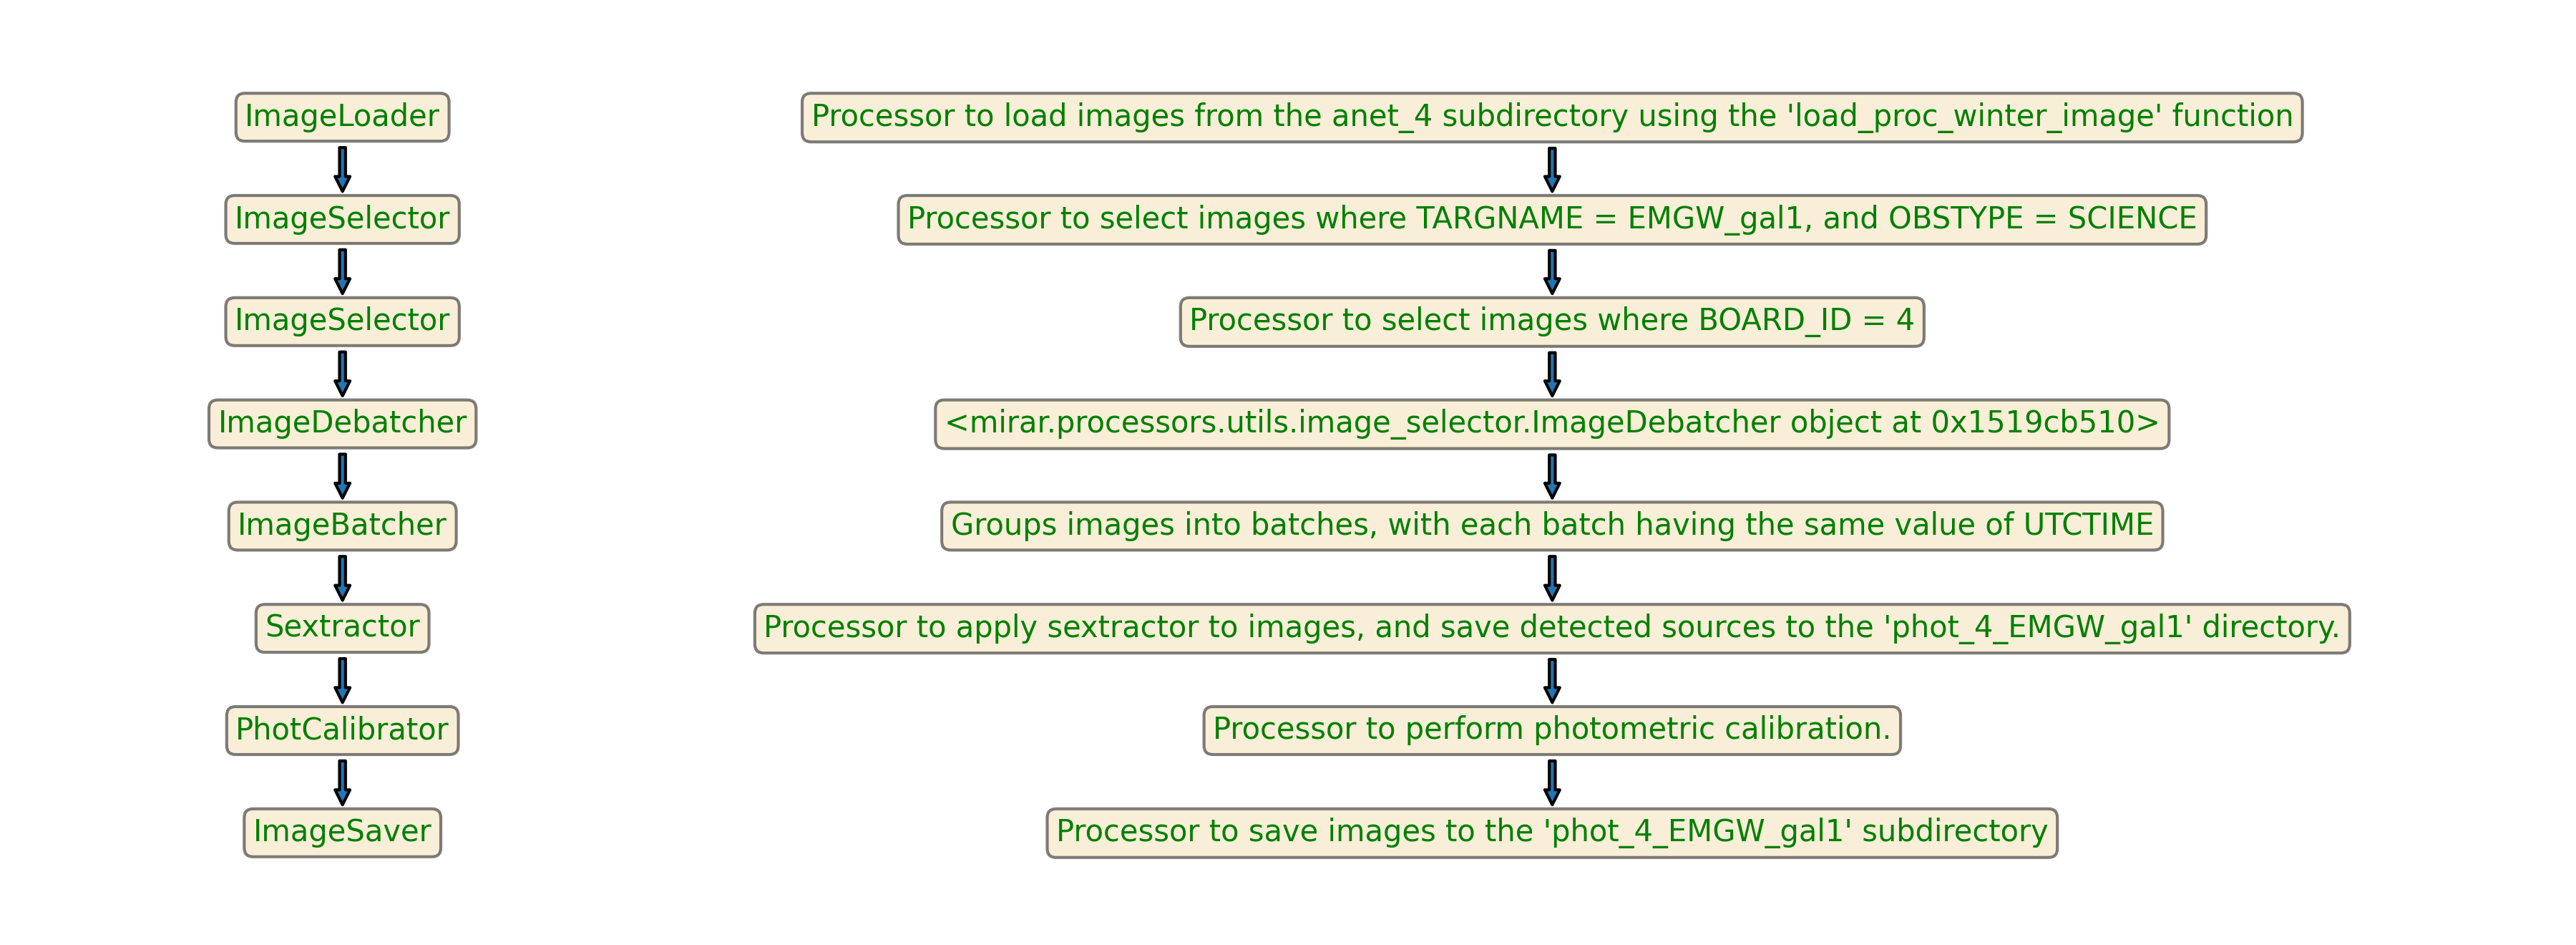 ImageLoader
Processor to load images from the anet_4 subdirectory using the 'load_proc_winter_image' function
ImageSelector
Processor to select images where TARGNAME = EMGW_gal1, and OBSTYPE = SCIENCE
ImageSelector
Processor to select images where BOARD_ID = 4
ImageDebatcher
<mirar.processors.utils.image_selector.ImageDebatcher object at 0x1519cb510>
ImageBatcher
Groups images into batches, with each batch having the same value of UTCTIME
Sextractor
Processor to apply sextractor to images, and save detected sources to the 'phot_4_EMGW_gal1' directory.
PhotCalibrator
Processor to perform photometric calibration.
ImageSaver
Processor to save images to the 'phot_4_EMGW_gal1' subdirectory